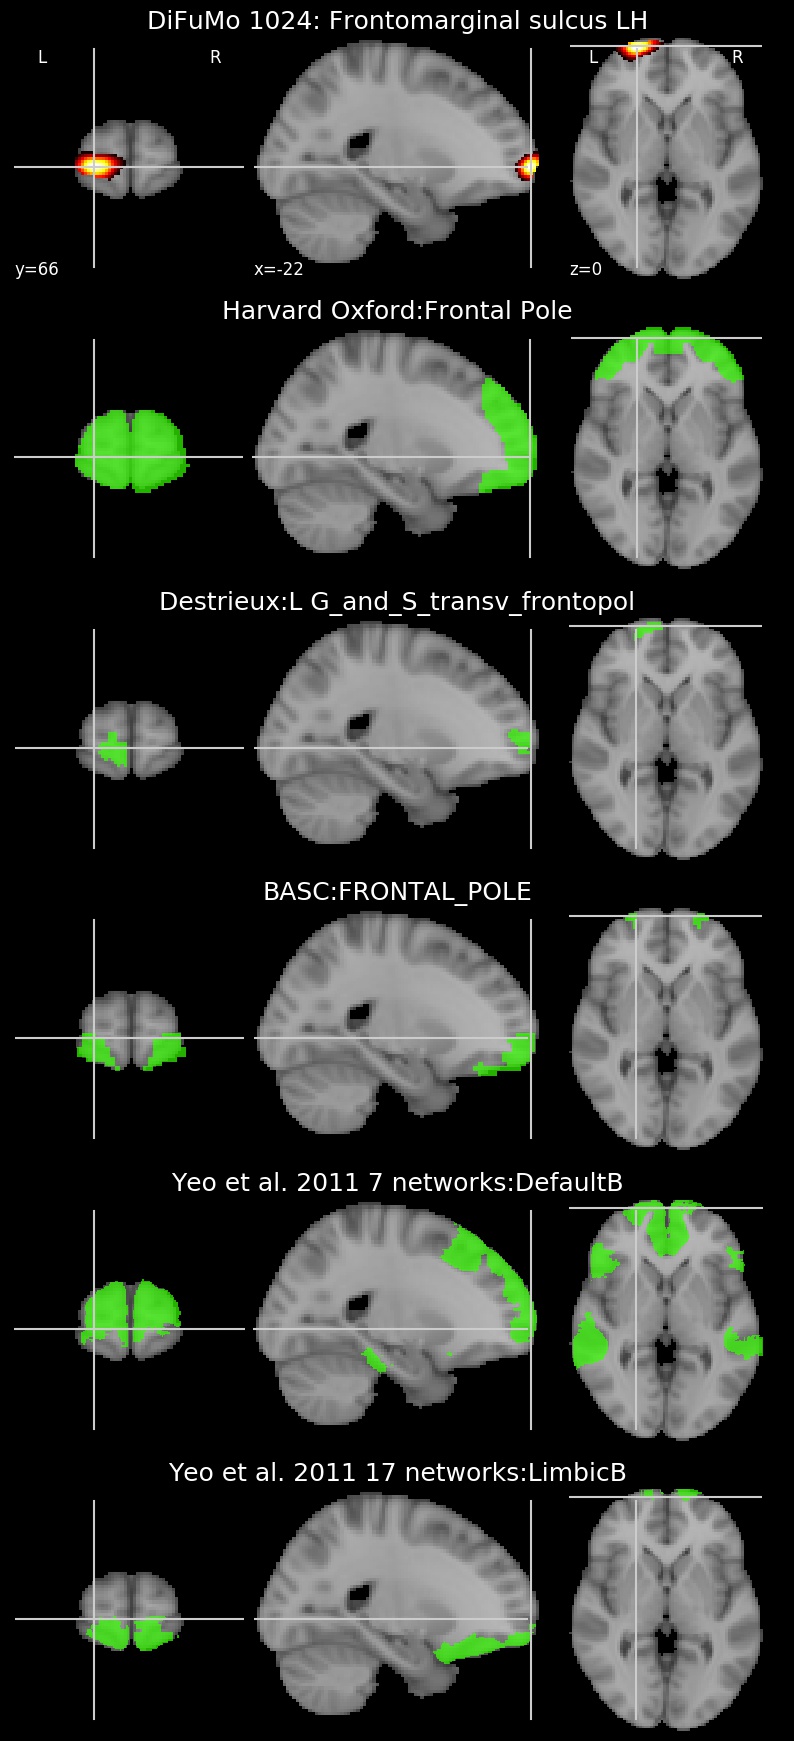 DiFuMo 1024: Frontomarginal sulcus LH
L R L R
y=66 x=-22 z=0
Harvard Oxford:Frontal Pole
Destrieux:L G_and_S_transv_frontopol
BASC:FRONTAL_POLE
Yeo et al. 2011 7 networks:DefaultB
Yeo et al. 2011 17 networks:LimbicB